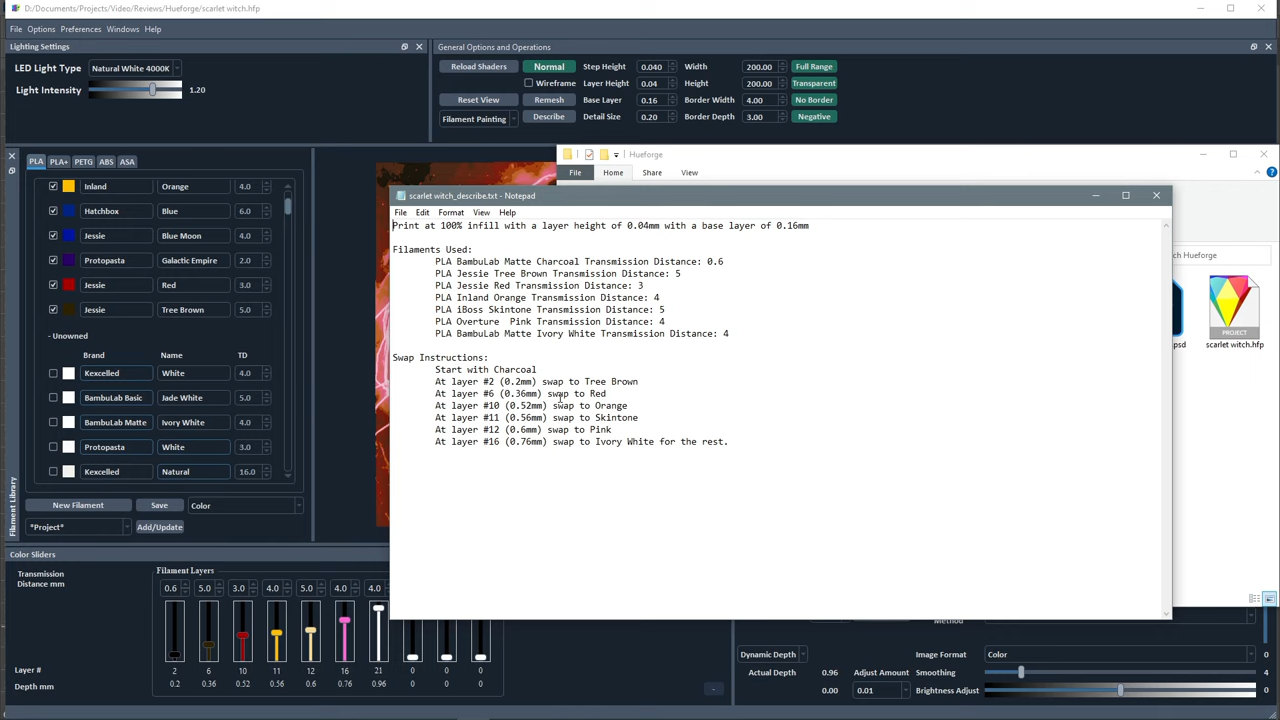 D:/Documents/Projects/Video/Reviews/Hueforge/scarlet witch.hfp
File Options Preferences Windows Help
Lighting Settings
General Options and Operations
LED Light Type Natural White 4000K
Light Intensity 1.20
Reload Shaders Normal Step Height 0.040 Width 200.00 Full Range
Wireframe Layer Height 0.04 Height 200.00 Transparent
Reset View Remesh Base Layer 0.16 Border Width 4.00 No Border
Filament Painting Describe Detail Size 0.20 Border Depth 3.00 Negative
PLA PLA+ PETG ABS ASA
Inland Orange 4.0
Hatchbox Blue 6.0
Jessie Blue Moon 4.0
Protopasta Galactic Empire 2.0
Jessie Red 3.0
Jessie Tree Brown 5.0
- Unowned
Brand Name TD
Kexcelled White 4.0
BambuLab Basic Jade White 5.0
BambuLab Matte Ivory White 4.0
Protopasta White 3.0
Kexcelled Natural 16.0
Filament Library
New Filament Save Color
*Project* Add/Update
Hueforge
File Home Share View
scarlet witch_describe.txt - Notepad
File Edit Format View Help
Print at 100% infill with a layer height of 0.04mm with a base layer of 0.16mm
Filaments Used:
PLA BambuLab Matte Charcoal Transmission Distance: 0.6
PLA Jessie Tree Brown Transmission Distance: 5
PLA Jessie Red Transmission Distance: 3
PLA Inland Orange Transmission Distance: 4
PLA iBoss Skintone Transmission Distance: 5
PLA Overture  Pink Transmission Distance: 4
PLA BambuLab Matte Ivory White Transmission Distance: 4
Swap Instructions:
Start with Charcoal
At layer #2 (0.2mm) swap to Tree Brown
At layer #6 (0.36mm) swap to Red
At layer #10 (0.52mm) swap to Orange
At layer #11 (0.56mm) swap to Skintone
At layer #12 (0.6mm) swap to Pink
At layer #16 (0.76mm) swap to Ivory White for the rest.
ch Hueforge
PROJECT
psd scarlet witch.hfp
Color Sliders
Transmission Distance mm
Filament Layers
0.6 5.0 3.0 4.0 5.0 4.0 4.0
Layer # 2 6 10 11 12 16 21 0 0 0
Depth mm 0.2 0.36 0.52 0.56 0.6 0.76 0.96 0 0 0
Method
Dynamic Depth Image Format Color 0
Actual Depth 0.96 Adjust Amount Smoothing 4
0.00 0.01 Brightness Adjust 0